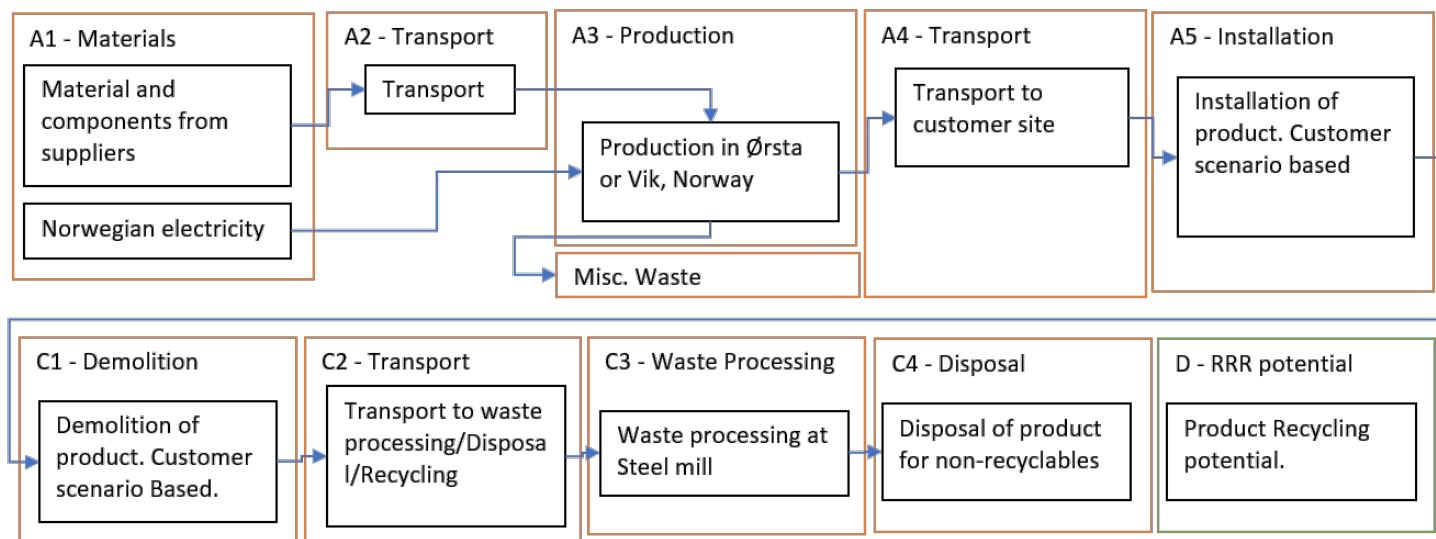 A1 - Materials
Material and
components from
suppliers
Norwegian electricity
A2 - Transport
Transport
A3 - Production
Production in Ørsta
or Vik, Norway
Misc. Waste
A4 - Transport
Transport to
customer site
A5 - Installation
Installation of
product. Customer
scenario based
C1 - Demolition
Demolition of
product. Customer
scenario Based.
C2 - Transport
Transport to waste
processing/Disposa
l/Recycling
C3 - Waste Processing
Waste processing at
Steel mill
C4 - Disposal
Disposal of product
for non-recyclables
D - RRR potential
Product Recycling
potential.